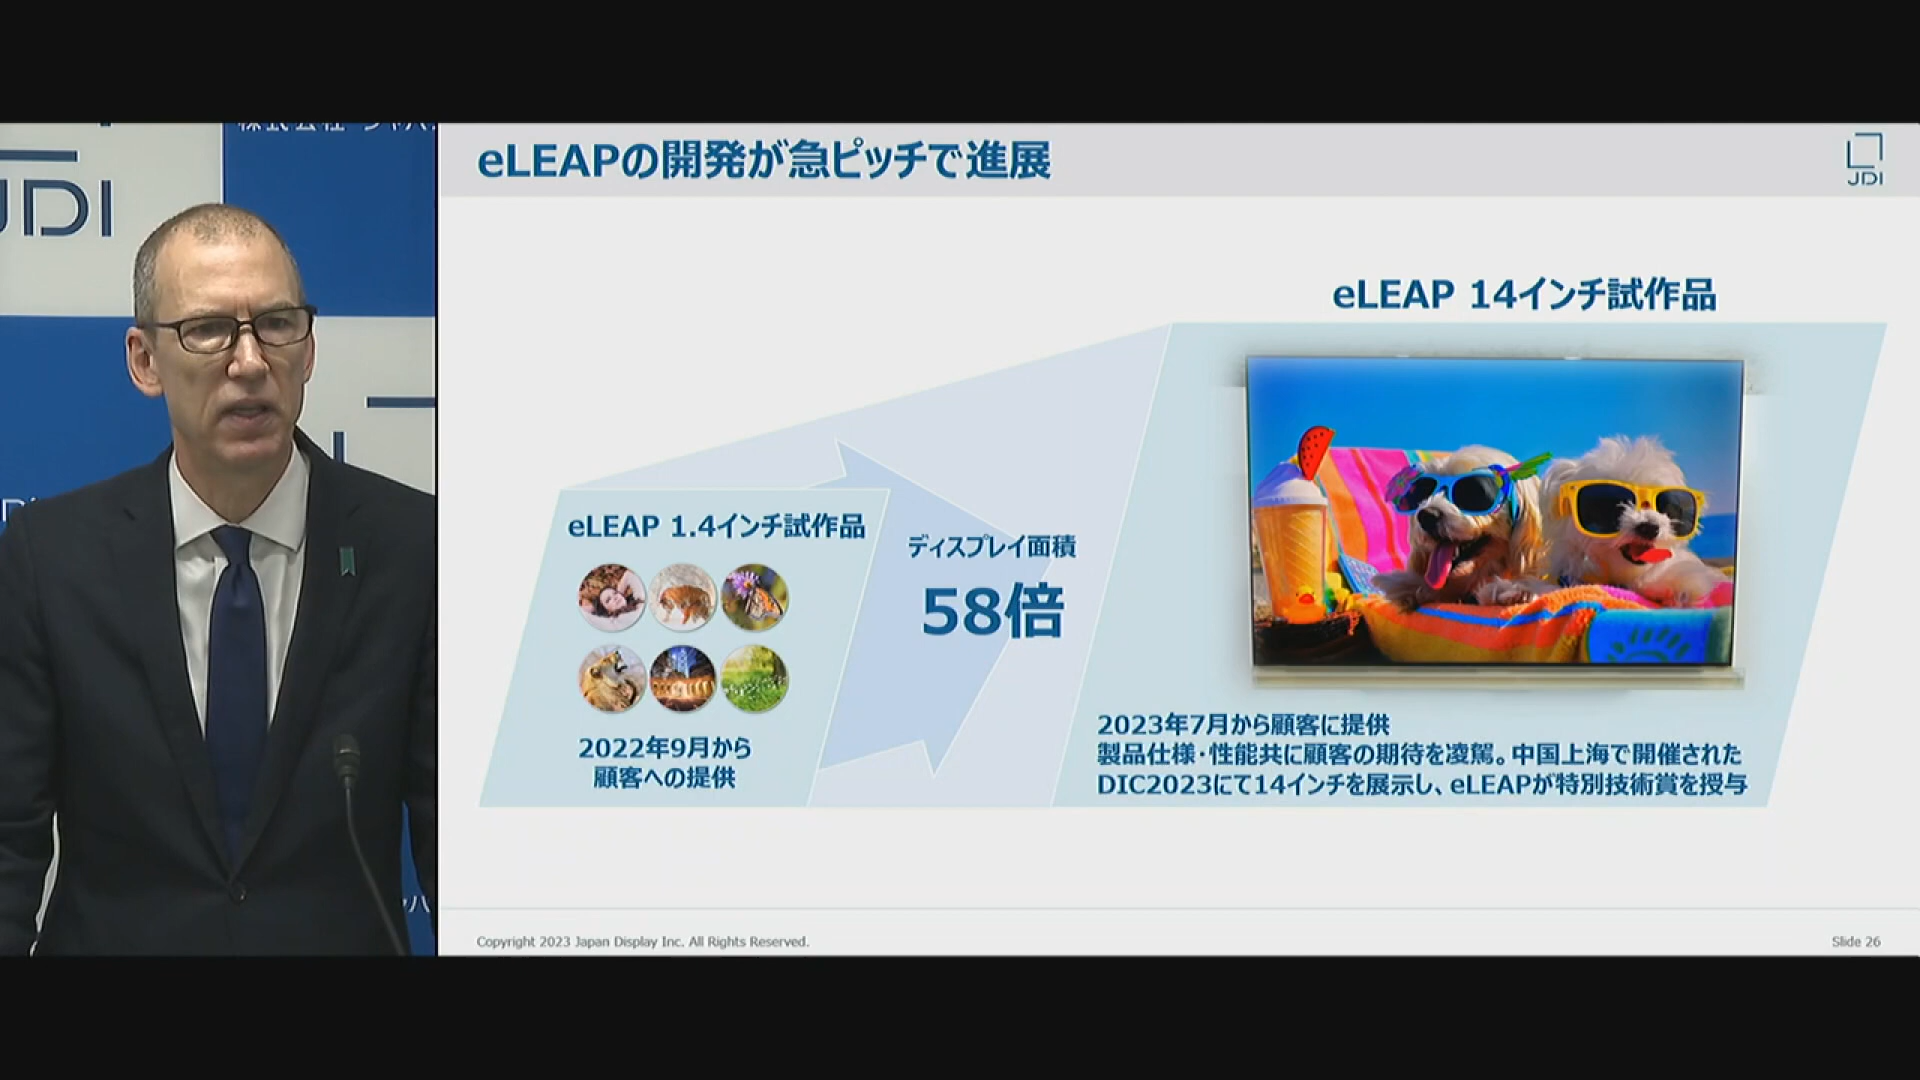 株式会社 ジャパ
JDI
eLEAPの開発が急ピッチで進展
JDI
eLEAP 14インチ試作品
eLEAP 1.4インチ試作品
ディスプレイ面積
58倍
2022年9月から
顧客への提供
2023年7月から顧客に提供
製品仕様・性能共に顧客の期待を凌駕。中国上海で開催された
DIC2023にて14インチを展示し、eLEAPが特別技術賞を授与
Copyright 2023 Japan Display Inc. All Rights Reserved.
Slide 26